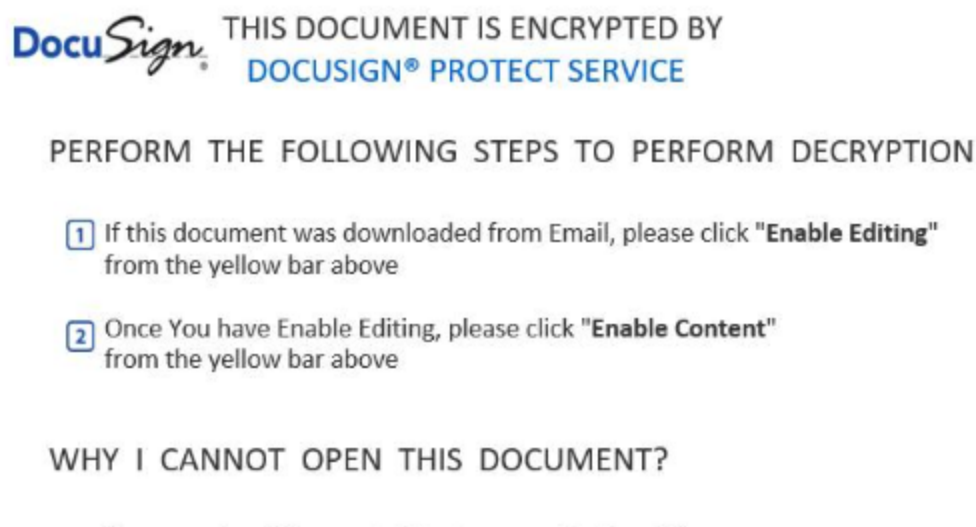 DocuSign®
THIS DOCUMENT IS ENCRYPTED BY
DOCUSIGN® PROTECT SERVICE
PERFORM THE FOLLOWING STEPS TO PERFORM DECRYPTION
1 If this document was downloaded from Email, please click "Enable Editing"
from the yellow bar above
2 Once You have Enable Editing, please click "Enable Content"
from the yellow bar above
WHY I CANNOT OPEN THIS DOCUMENT?